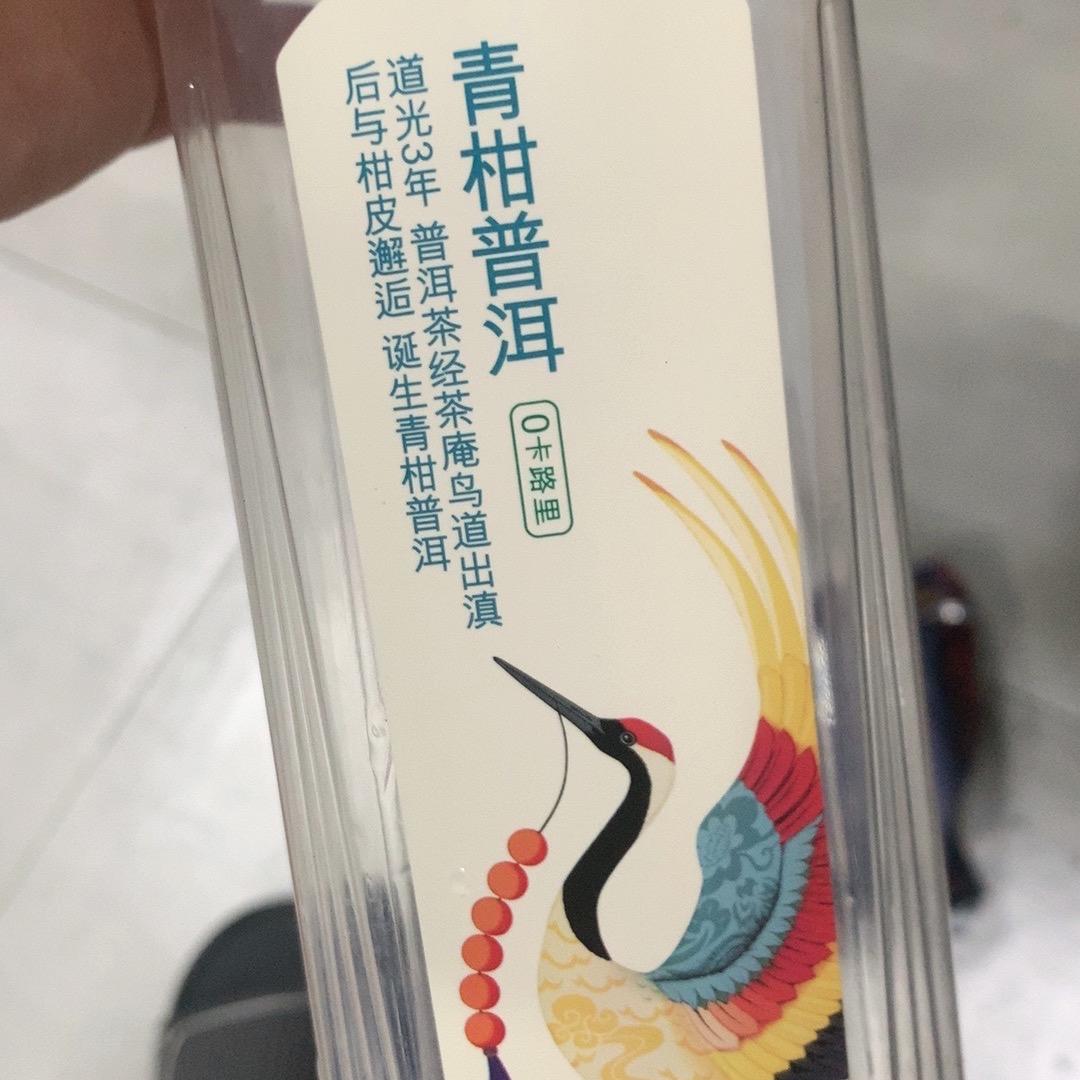 青柑普洱
0卡路里
道光3年 普洱茶经茶庵鸟道出滇
后与柑皮邂逅 诞生青柑普洱